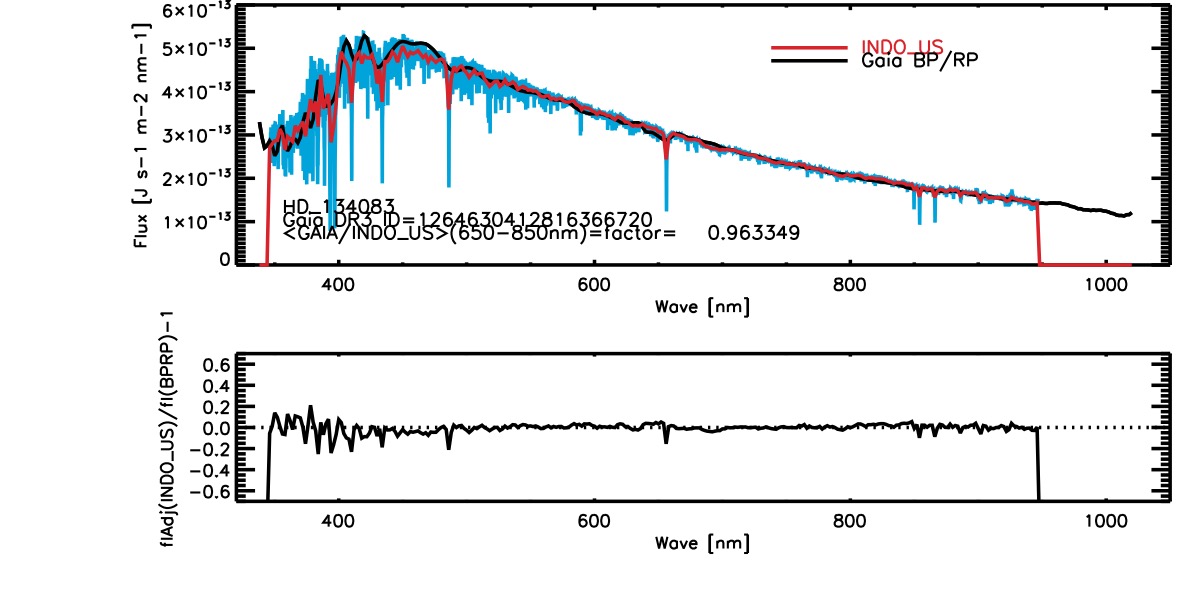 6×10−13
5×10−13
4×10−13
3×10−13
2×10−13
1×10−13
0
Flux [J s−1 m−2 nm−1]
INDO_US
Gaia BP/RP
HD_134083
Gaia DR3 ID=1264630412816366720
<GAIA/INDO_US>(650−850nm)=factor= 0.963349
400 600 800 1000
Wave [nm]
0.6
0.4
0.2
0.0
−0.2
−0.4
−0.6
flAdj(INDO_US)/fl(BPRP)−1
400 600 800 1000
Wave [nm]